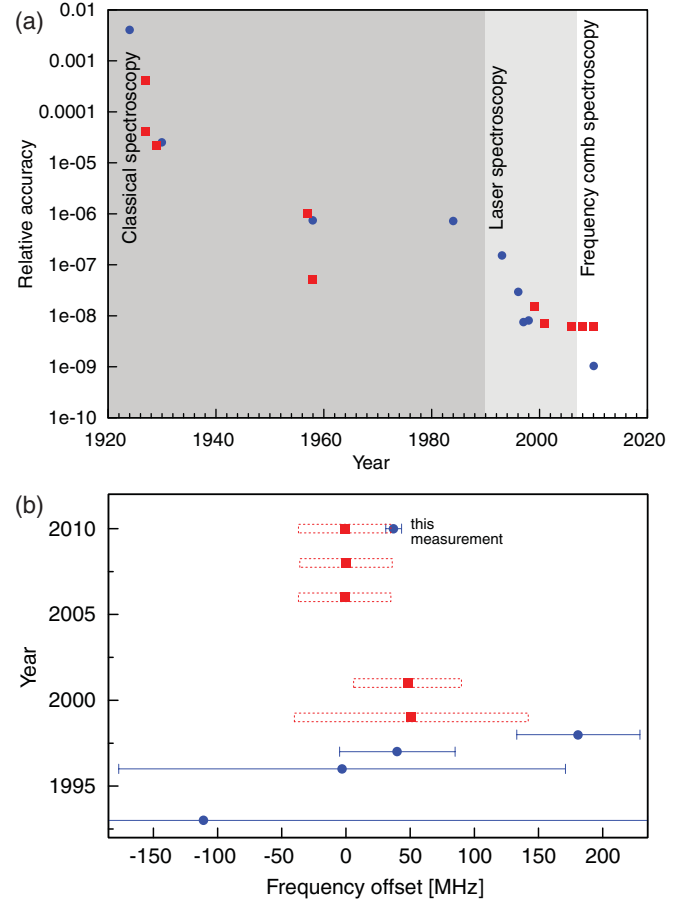 (a)
0.01
0.001
0.0001
1e-05
1e-06
1e-07
1e-08
1e-09
1e-10
Relative accuracy
Classical spectroscopy
Laser spectroscopy
Frequency comb spectroscopy
1920 1940 1960 1980 2000 2020
Year
(b)
2010
2005
2000
1995
Year
this
measurement
-150 -100 -50 0 50 100 150 200
Frequency offset [MHz]